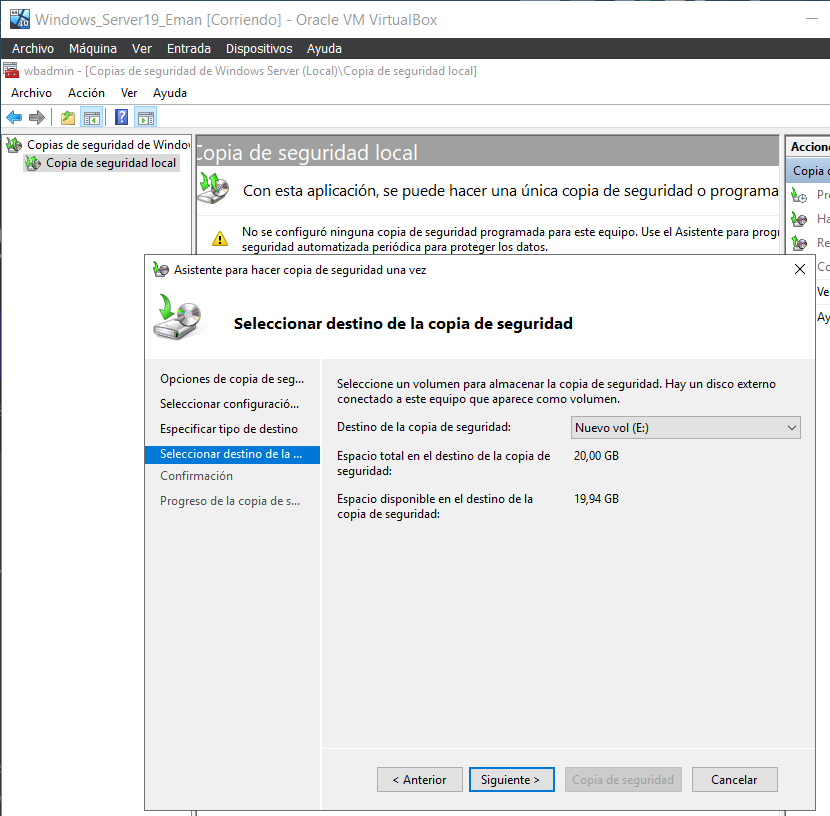 Windows_Server19_Eman [Corriendo] - Oracle VM VirtualBox
Archivo Máquina Ver Entrada Dispositivos Ayuda
wbadmin - [Copias de seguridad de Windows Server (Local)\Copia de seguridad local]
Archivo Acción Ver Ayuda
Copias de seguridad de Windo
Copia de seguridad local
Copia de seguridad local
Con esta aplicación, se puede hacer una única copia de seguridad o programa
No se configuró ninguna copia de seguridad programada para este equipo. Use el Asistente para progr
seguridad automatizada periódica para proteger los datos.
Accione
Copia d
Pr
Ha
Re
Co
Ve
Ay
Asistente para hacer copia de seguridad una vez
Seleccionar destino de la copia de seguridad
Opciones de copia de seg...
Seleccionar configuració...
Especificar tipo de destino
Seleccionar destino de la ...
Confirmación
Progreso de la copia de s...
Seleccione un volumen para almacenar la copia de seguridad. Hay un disco externo
conectado a este equipo que aparece como volumen.
Destino de la copia de seguridad: Nuevo vol (E:)
Espacio total en el destino de la copia de 20,00 GB
seguridad:
Espacio disponible en el destino de la 19,94 GB
copia de seguridad:
< Anterior Siguiente > Copia de seguridad Cancelar